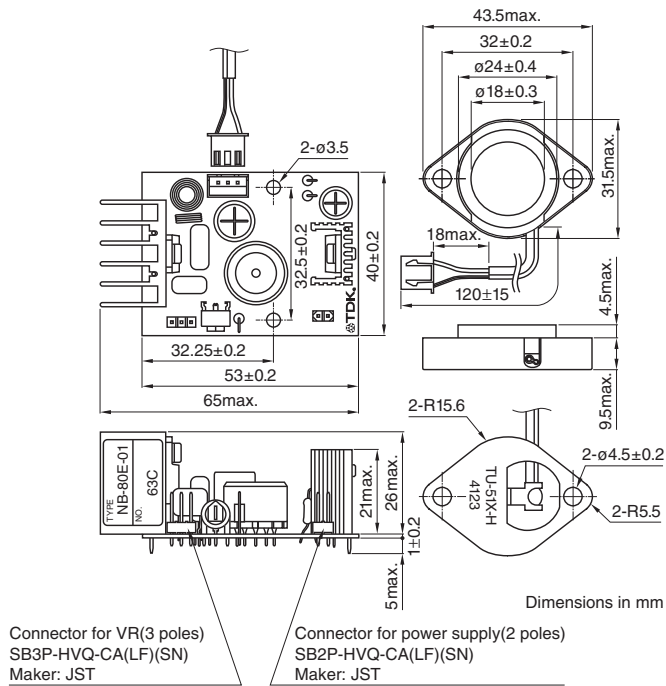 43.5max.
32±0.2
ø24±0.4
ø18±0.3
2-ø3.5
32.5±0.2
40±0.2
31.5max.
18max.
120±15
4.5max.
9.5max.
TDK
32.25±0.2
53±0.2
65max.
TYPE
NB-80E-01
NO.
63C
21max.
26max.
1±0.2
5max.
2-R15.6
2-ø4.5±0.2
TU-51X-H
4123
2-R5.5
Dimensions in mm
Connector for VR(3 poles)
SB3P-HVQ-CA(LF)(SN)
Maker: JST
Connector for power supply(2 poles)
SB2P-HVQ-CA(LF)(SN)
Maker: JST